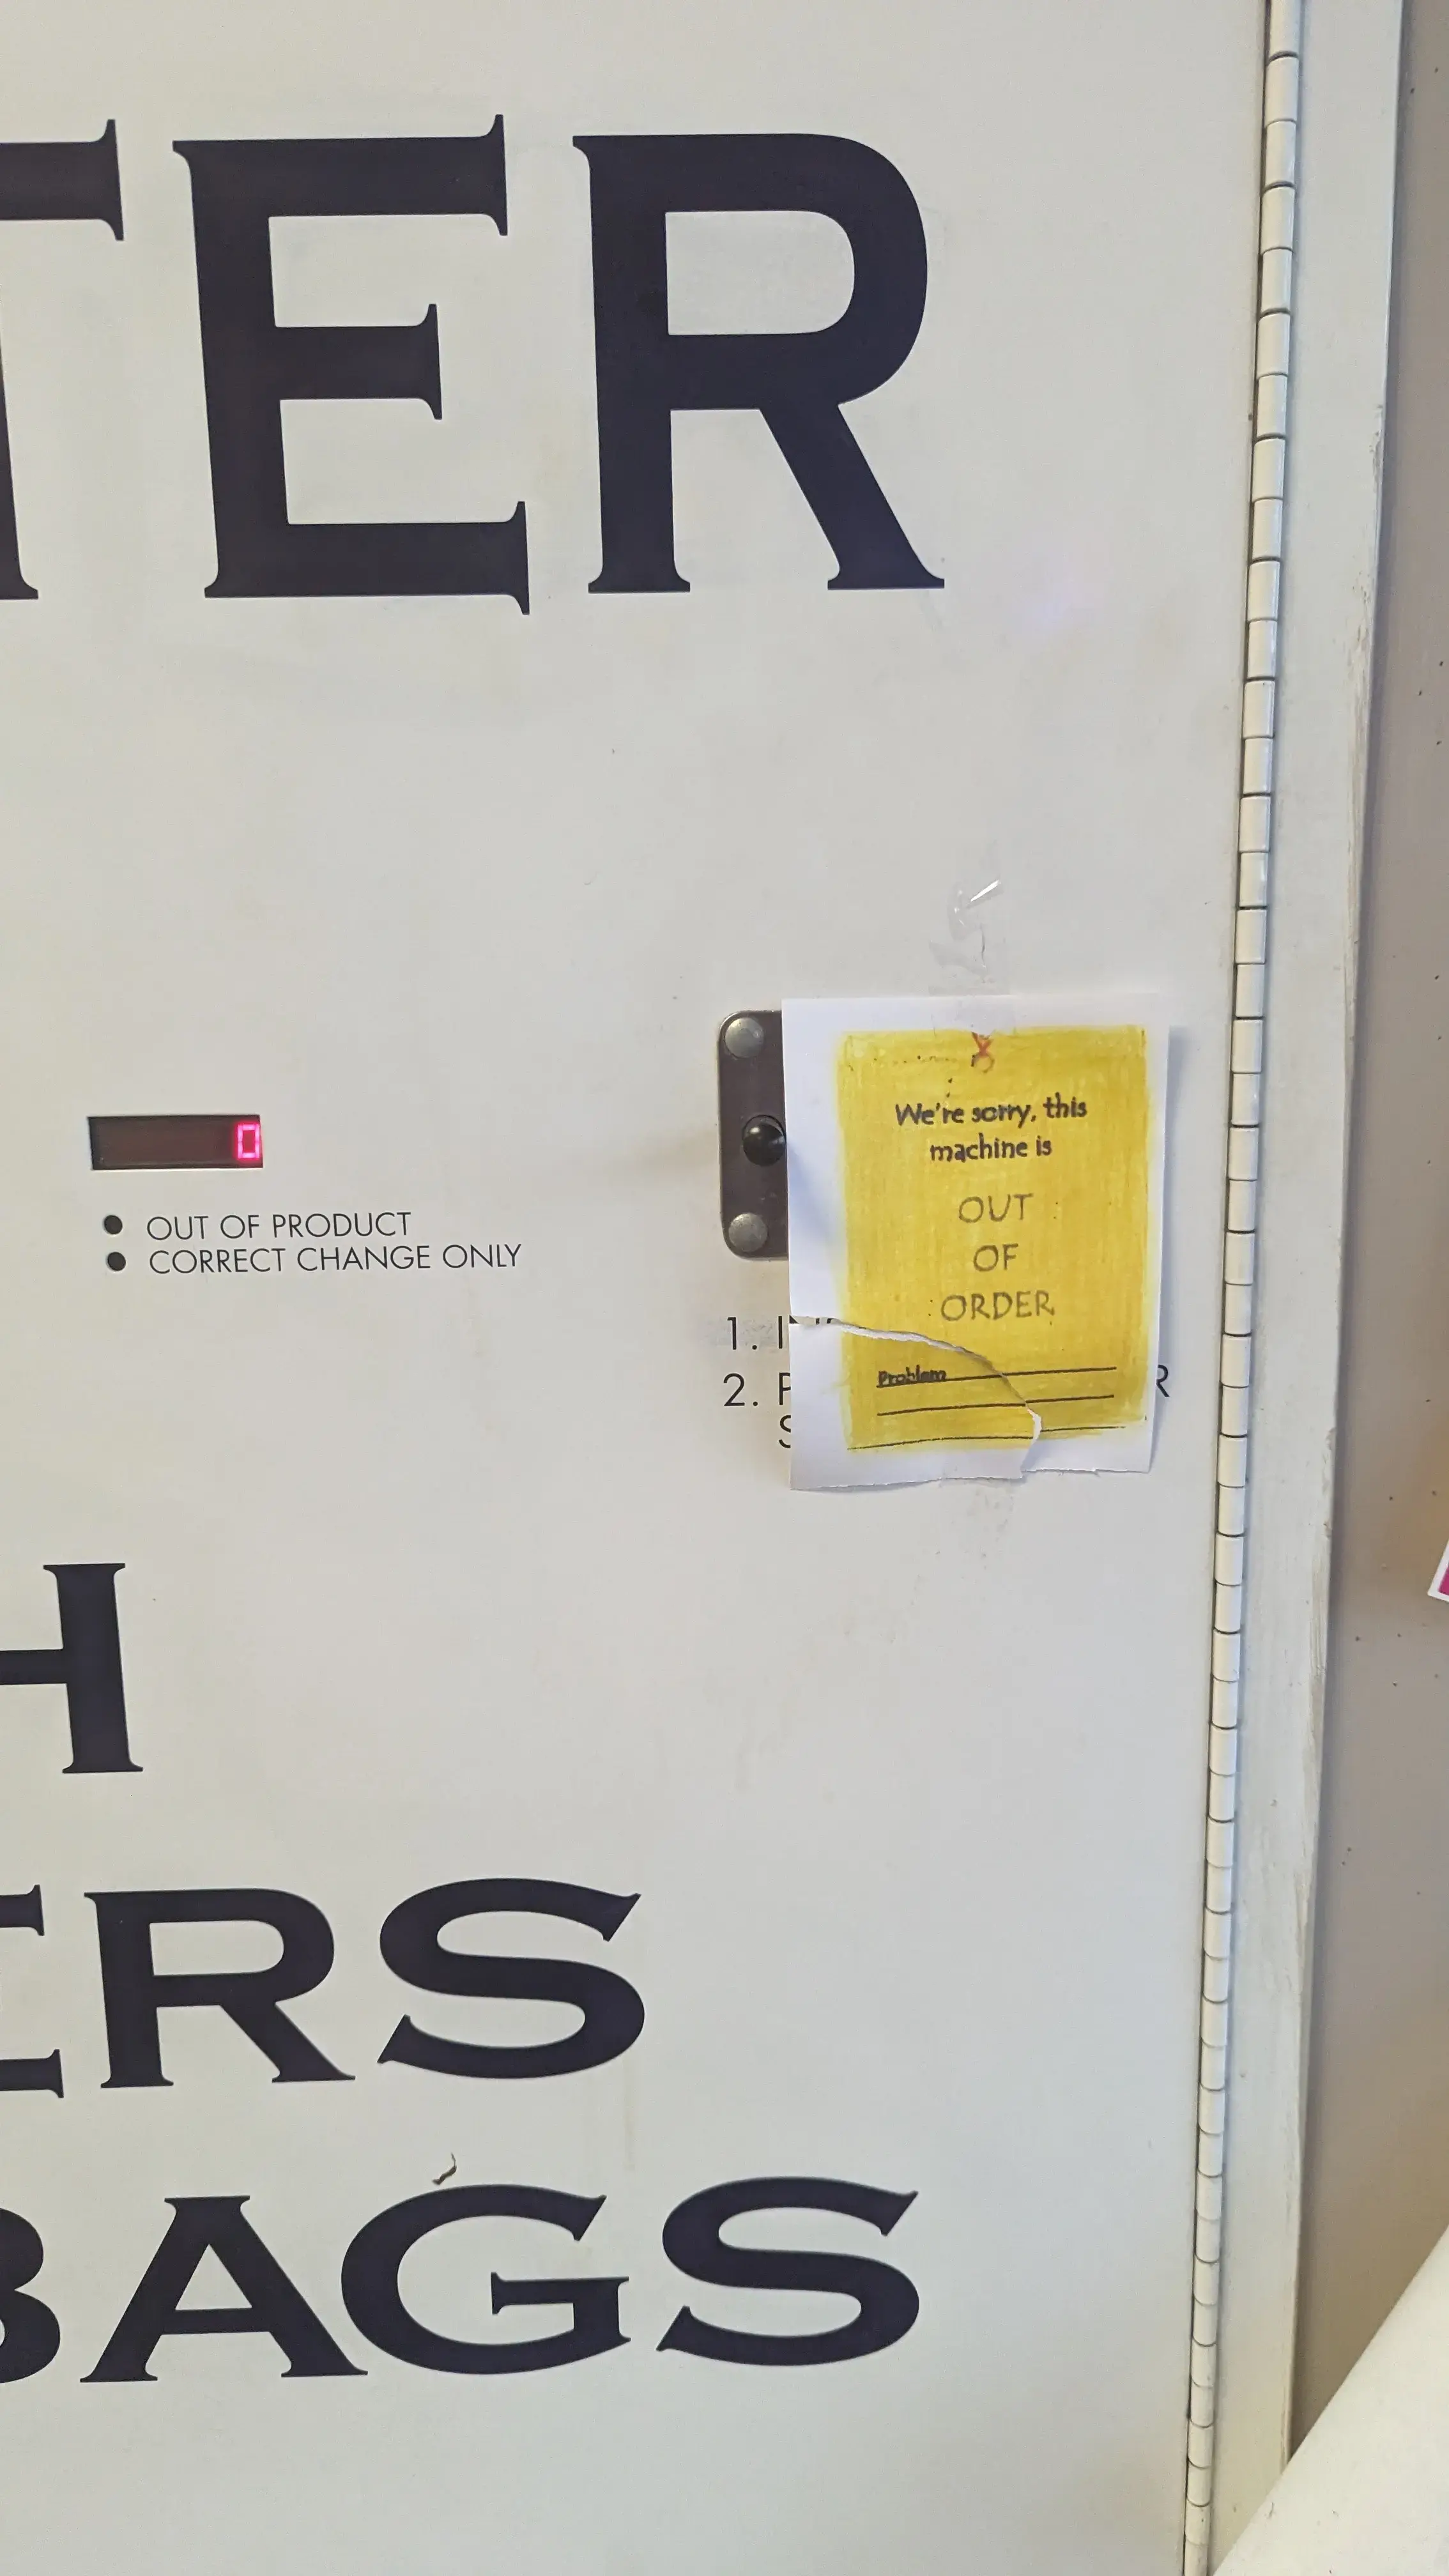 TER
0
• OUT OF PRODUCT
• CORRECT CHANGE ONLY
We're sorry, this
machine is
OUT
OF
ORDER
Problem
1.
2.
H
ERS
BAGS